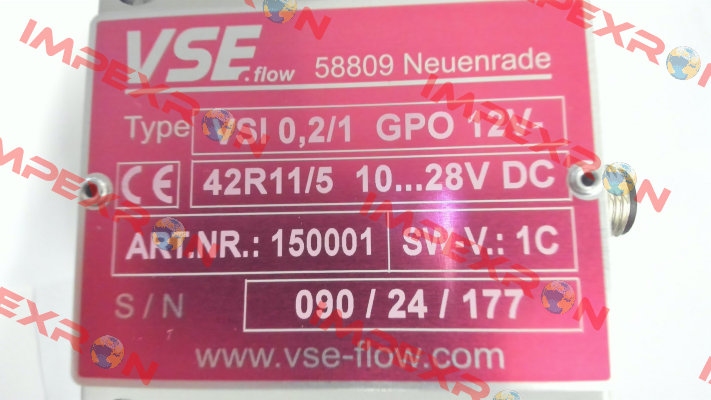 VSE.flow 58809 Neuenrade
Type VSI 0,2/1 GPO 12V-
CE 42R11/5 10...28V DC
ART.NR.: 150001 SW.-V.: 1C
S / N 090 / 24 / 177
www.vse-flow.com
IMPEXRON